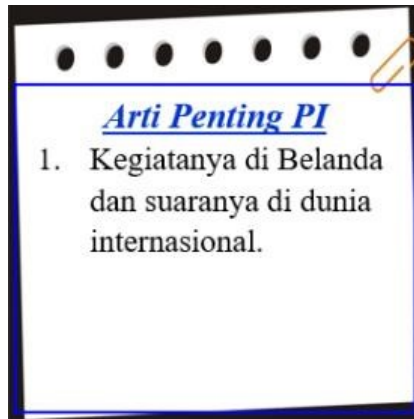 Arti Penting PI
1. Kegiatanya di Belanda
dan suaranya di dunia
internasional.